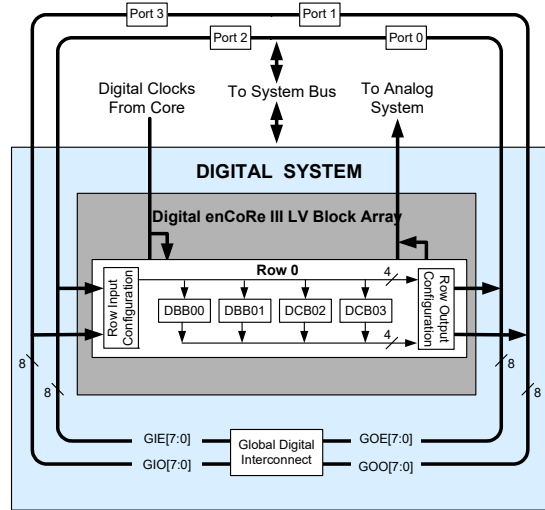 Port 3
Port 1
Port 2
Port 0
Digital Clocks
From Core
To System Bus
To Analog
System
DIGITAL SYSTEM
Digital enCoRe III LV Block Array
Row 0
4
Row Input
Configuration
DBB00
DBB01
DCB02
DCB03
Row Output
Configuration
4
8
8
8
8
GIE[7:0]
GIO[7:0]
Global Digital
Interconnect
GOE[7:0]
GOO[7:0]